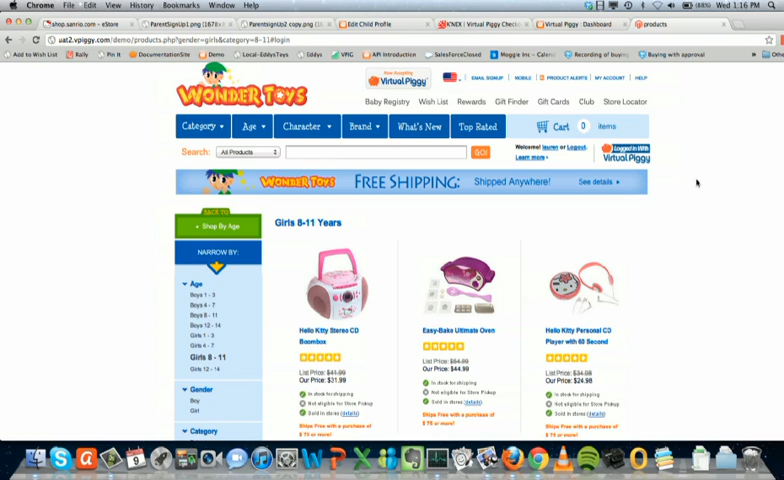 Chrome File Edit View History Bookmarks Window Help
(88%) Wed 1:16 PM
shop.sanrio.com - eStore
ParentSignUp1.png (1678×
ParentsignUp2 copy.png (1
Edit Child Profile
K'NEX | Virtual Piggy Checko
Virtual Piggy : Dashboard
products
uat2.vpiggy.com/demo/products.php?gender=girls&category=8-11#login
Add to Wish List
Rally
Pin It
DocumentationSite
Demo
Local-EddysToys
Eddys
VPIG
API Introduction
SalesForceClosed
Moggie Inc - Calen
Recording of buying
Buying with approval
Now Accepting
Virtual Piggy
EMAIL SIGNUP
MOBILE
PRODUCT ALERTS
MY ACCOUNT
HELP
WONDER TOYS
Baby Registry Wish List Rewards Gift Finder Gift Cards Club Store Locator
Category Age Character Brand What's New Top Rated
Cart 0 items
Search: All Products GO!
Welcome! lauren or Logout.
Learn more
Logged in With
Virtual Piggy
WONDER TOYS FREE SHIPPING: Shipped Anywhere! See details
BACK TO
Shop By Age
NARROW BY:
Age
Boys 1 - 3
Boys 4 - 7
Boys 8 - 11
Boys 12 - 14
Girls 1 - 3
Girls 4 - 7
Girls 8 - 11
Girls 12 - 14
Gender
Boy
Girl
Category
Girls 8-11 Years
Hello Kitty Stereo CD
Boombox
List Price: $41.99
Our Price: $31.99
In stock for shipping
Not eligible for Store Pickup
Sold in stores (details)
Ships Free with a purchase of
$ 75 or more!
Easy-Bake Ultimate Oven
List Price: $54.99
Our Price: $44.99
In stock for shipping
Not eligible for Store Pickup
Sold in stores (details)
Ships Free with a purchase of
$ 75 or more!
Hello Kitty Personal CD
Player with 60 Second
List Price: $34.98
Our Price: $24.98
In stock for shipping
Not eligible for Store Pickup
Sold in stores (details)
Ships Free with a purchase of
$ 75 or more!